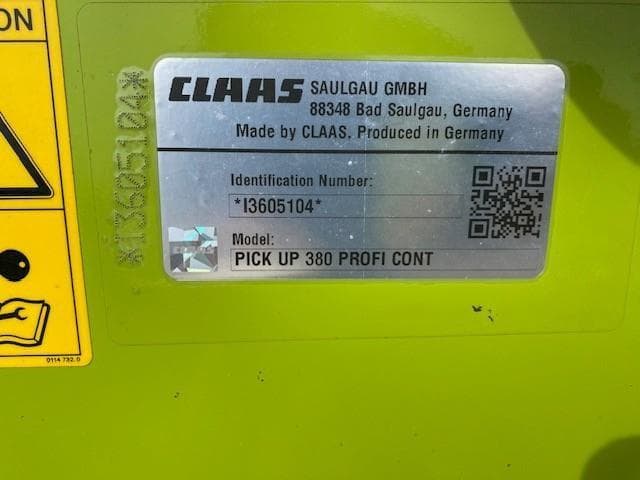 ON
CLAAS SAULGAU GMBH
88348 Bad Saulgau, Germany
Made by CLAAS. Produced in Germany
Identification Number:
*I3605104*
Model:
PICK UP 380 PROFI CONT
*I3605104*
0114 732.0